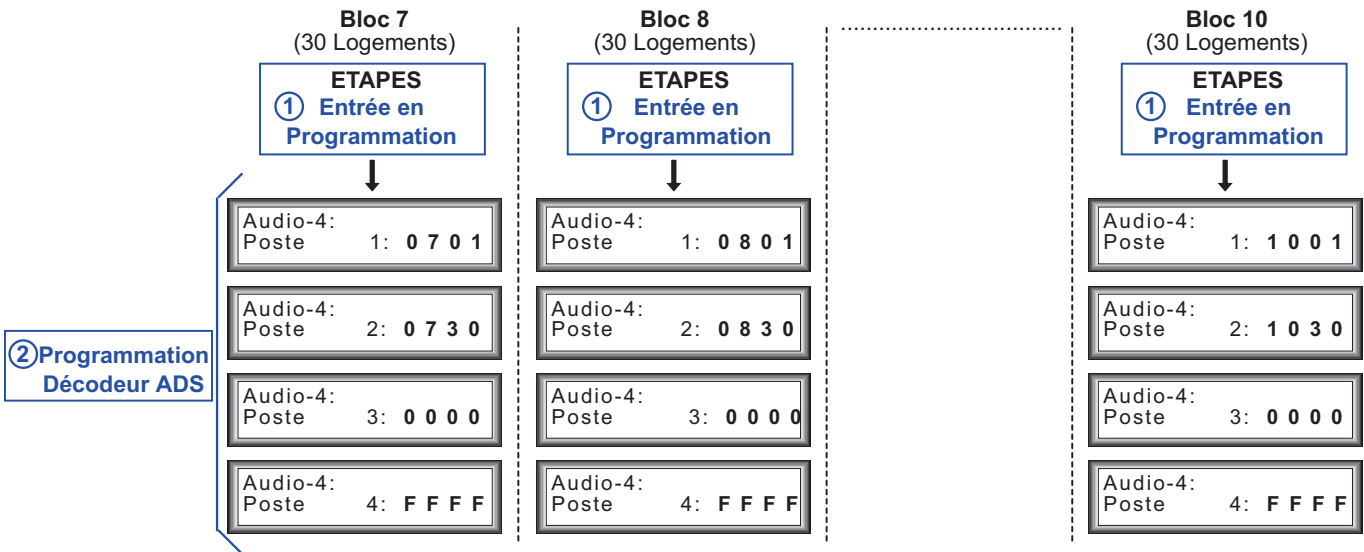 Bloc 7
(30 Logements)
ETAPES
1 Entrée en
Programmation
Audio-4:
Poste 1: 0 7 0 1
Audio-4:
Poste 2: 0 7 3 0
Audio-4:
Poste 3: 0 0 0 0
Audio-4:
Poste 4: F F F F
Bloc 8
(30 Logements)
ETAPES
1 Entrée en
Programmation
Audio-4:
Poste 1: 0 8 0 1
Audio-4:
Poste 2: 0 8 3 0
Audio-4:
Poste 3: 0 0 0 0
Audio-4:
Poste 4: F F F F
................................
Bloc 10
(30 Logements)
ETAPES
1 Entrée en
Programmation
Audio-4:
Poste 1: 1 0 0 1
Audio-4:
Poste 2: 1 0 3 0
Audio-4:
Poste 3: 0 0 0 0
Audio-4:
Poste 4: F F F F
2 Programmation
Décodeur ADS